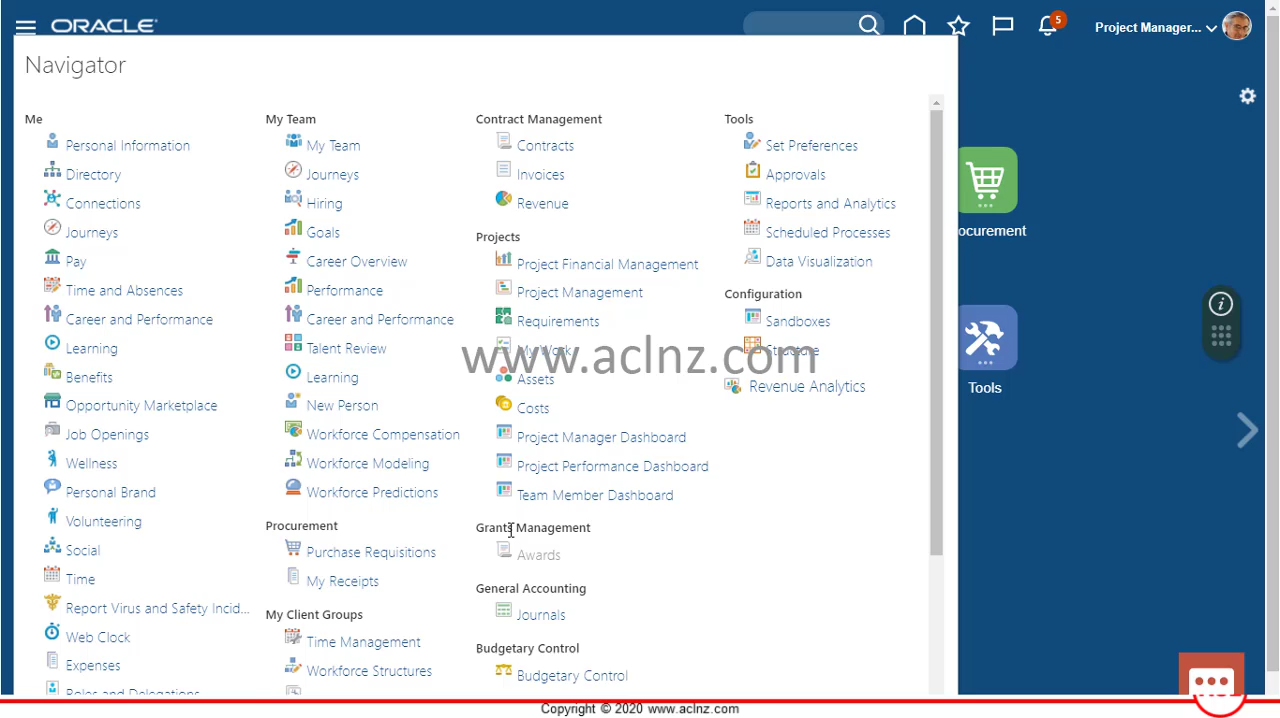 ORACLE
5
Project Manager...
Navigator
Me
Personal Information
Directory
Connections
Journeys
Pay
Time and Absences
Career and Performance
Learning
Benefits
Opportunity Marketplace
Job Openings
Wellness
Personal Brand
Volunteering
Social
Time
Report Virus and Safety Incid...
Web Clock
Expenses
Roles and Delegations
My Team
My Team
Journeys
Hiring
Goals
Career Overview
Performance
Career and Performance
Talent Review
Learning
New Person
Workforce Compensation
Workforce Modeling
Workforce Predictions
Procurement
Purchase Requisitions
My Receipts
My Client Groups
Time Management
Workforce Structures
Contract Management
Contracts
Invoices
Revenue
Projects
Project Financial Management
Project Management
Requirements
My Work
Assets
Costs
Project Manager Dashboard
Project Performance Dashboard
Team Member Dashboard
Grants Management
Awards
General Accounting
Journals
Budgetary Control
Budgetary Control
Tools
Set Preferences
Approvals
Reports and Analytics
Scheduled Processes
Data Visualization
Configuration
Sandboxes
Structure
Revenue Analytics
ocurement
Tools
www.aclnz.com
Copyright © 2020 www.aclnz.com